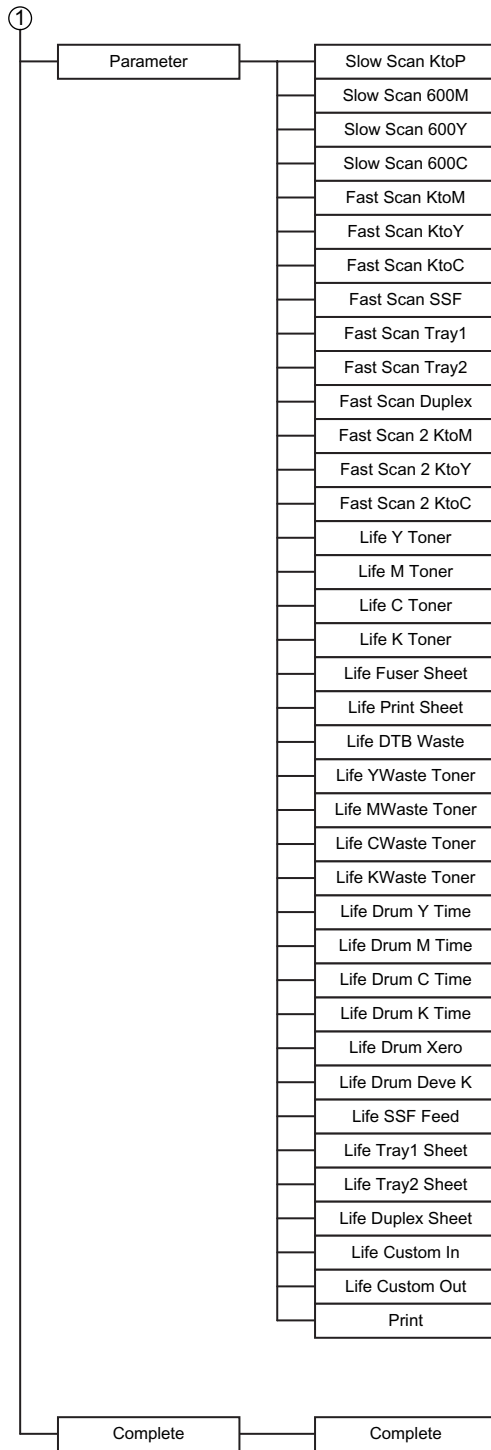 1
Parameter
Slow Scan KtoP
Slow Scan 600M
Slow Scan 600Y
Slow Scan 600C
Fast Scan KtoM
Fast Scan KtoY
Fast Scan KtoC
Fast Scan SSF
Fast Scan Tray1
Fast Scan Tray2
Fast Scan Duplex
Fast Scan 2 KtoM
Fast Scan 2 KtoY
Fast Scan 2 KtoC
Life Y Toner
Life M Toner
Life C Toner
Life K Toner
Life Fuser Sheet
Life Print Sheet
Life DTB Waste
Life YWaste Toner
Life MWaste Toner
Life CWaste Toner
Life KWaste Toner
Life Drum Y Time
Life Drum M Time
Life Drum C Time
Life Drum K Time
Life Drum Xero
Life Drum Deve K
Life SSF Feed
Life Tray1 Sheet
Life Tray2 Sheet
Life Duplex Sheet
Life Custom In
Life Custom Out
Print
Complete
Complete